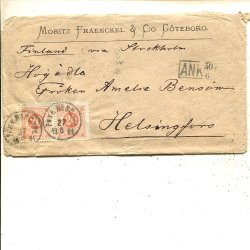 MORITZ FRAENCKEL & CO GÖTEBORG.
Finland via Stockholm
Högädla
ANK
Fröken Amelie Bensow
Helsingfors